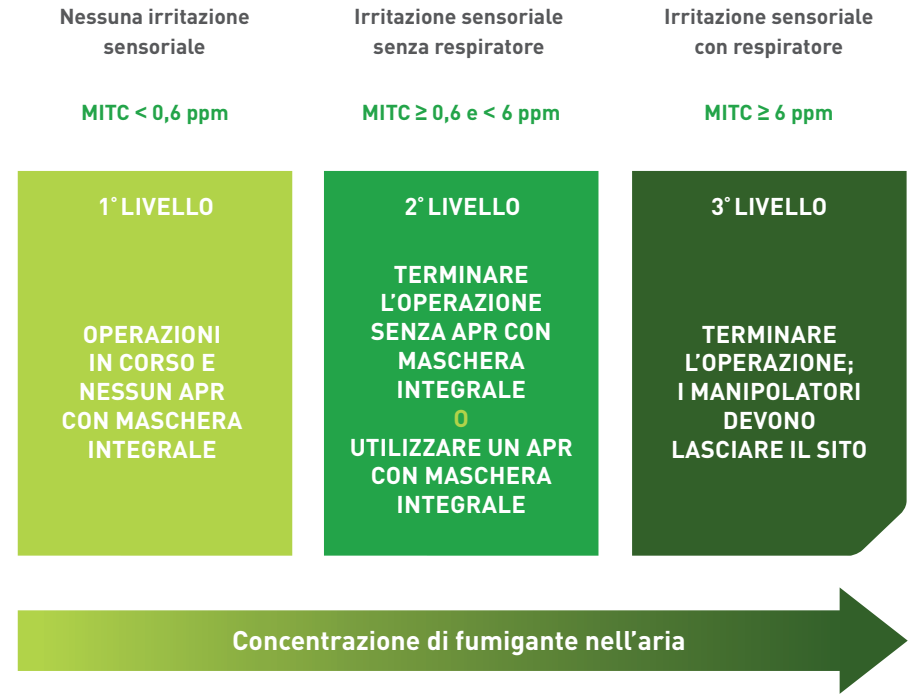 Nessuna irritazione
sensoriale
MITC < 0,6 ppm
1° LIVELLO
OPERAZIONI
IN CORSO E
NESSUN APR
CON MASCHERA
INTEGRALE
Irritazione sensoriale
senza respiratore
MITC ≥ 0,6 e < 6 ppm
2° LIVELLO
TERMINARE
L’OPERAZIONE
SENZA APR CON
MASCHERA
INTEGRALE
O
UTILIZZARE UN APR
CON MASCHERA
INTEGRALE
Irritazione sensoriale
con respiratore
MITC ≥ 6 ppm
3° LIVELLO
TERMINARE
L’OPERAZIONE;
I MANIPOLATORI
DEVONO
LASCIARE IL SITO
Concentrazione di fumigante nell’aria